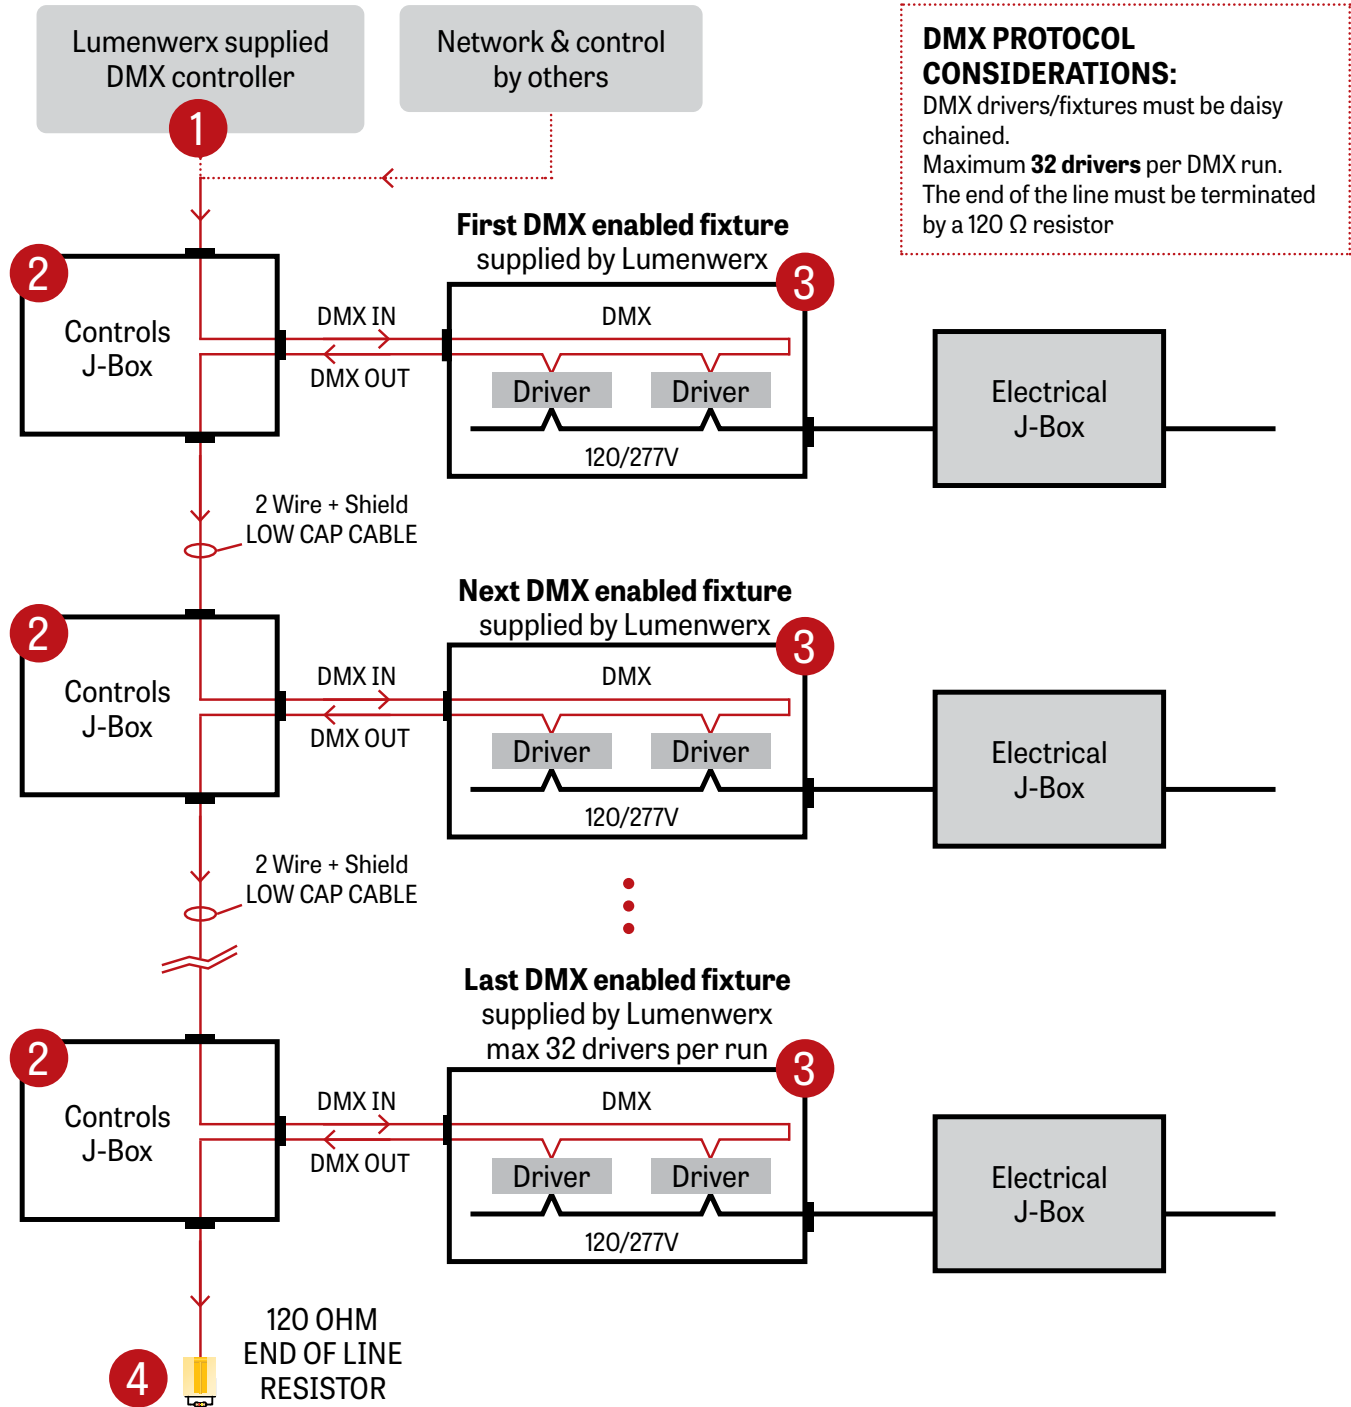 Lumenwerx supplied
DMX controller
1
Network & control
by others
DMX PROTOCOL
CONSIDERATIONS:
DMX drivers/fixtures must be daisy
chained.
Maximum 32 drivers per DMX run.
The end of the line must be terminated
by a 120 Ω resistor
First DMX enabled fixture
supplied by Lumenwerx
2
Controls
J-Box
DMX IN
DMX OUT
3
DMX
Driver
Driver
120/277V
Electrical
J-Box
2 Wire + Shield
LOW CAP CABLE
Next DMX enabled fixture
supplied by Lumenwerx
2
Controls
J-Box
DMX IN
DMX OUT
3
DMX
Driver
Driver
120/277V
Electrical
J-Box
2 Wire + Shield
LOW CAP CABLE
Last DMX enabled fixture
supplied by Lumenwerx
max 32 drivers per run
2
Controls
J-Box
DMX IN
DMX OUT
3
DMX
Driver
Driver
120/277V
Electrical
J-Box
4
120 OHM
END OF LINE
RESISTOR